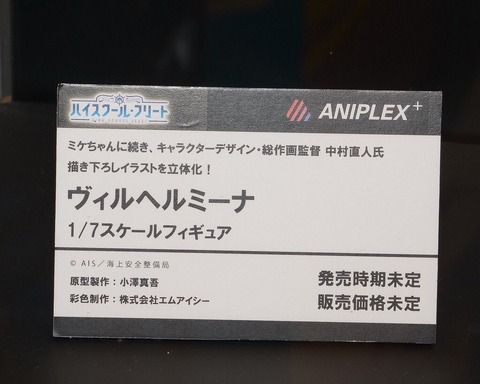 ハイスクール・フリート
ANIPLEX+
ミケちゃんに続き、キャラクターデザイン・総作画監督 中村直人氏
描き下ろしイラストを立体化!
ヴィルヘルミーナ
1/7スケールフィギュア
© AIS/海上安全整備局
原型製作:小澤真吾
彩色制作:株式会社エムアイシー
発売時期未定
販売価格未定